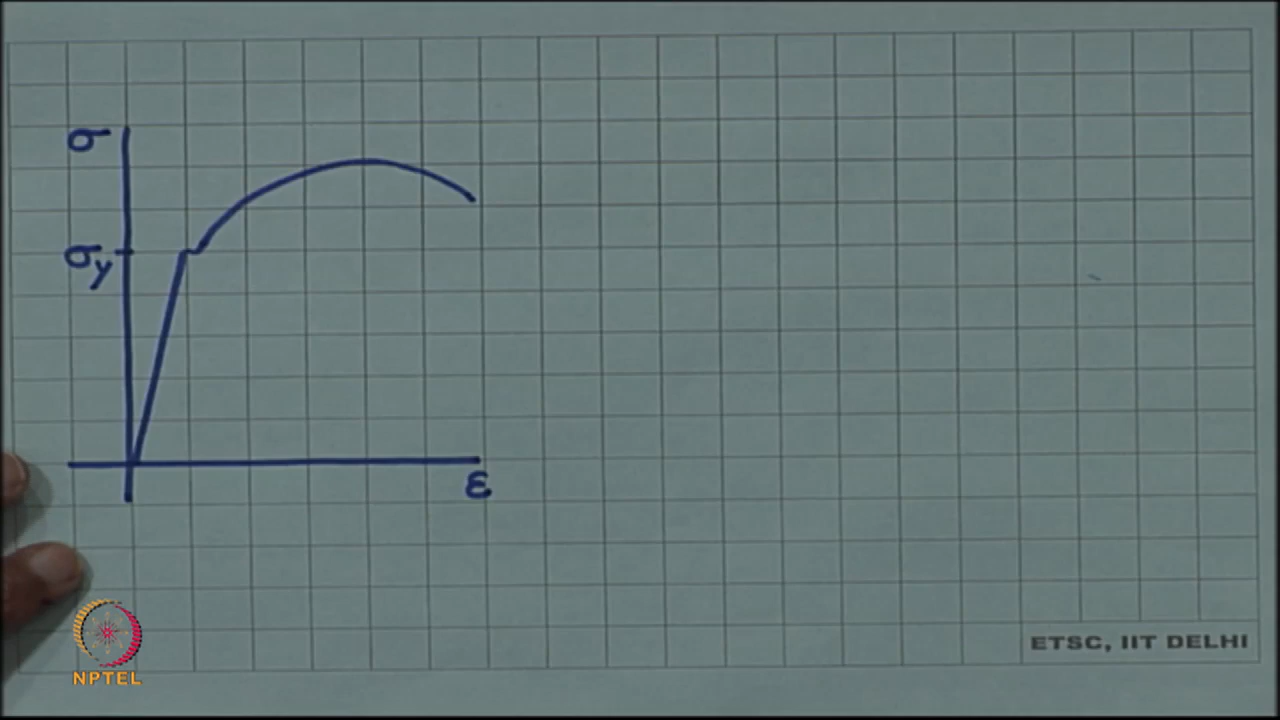 σ
σy
ε
ETSC, IIT DELHI
NPTEL